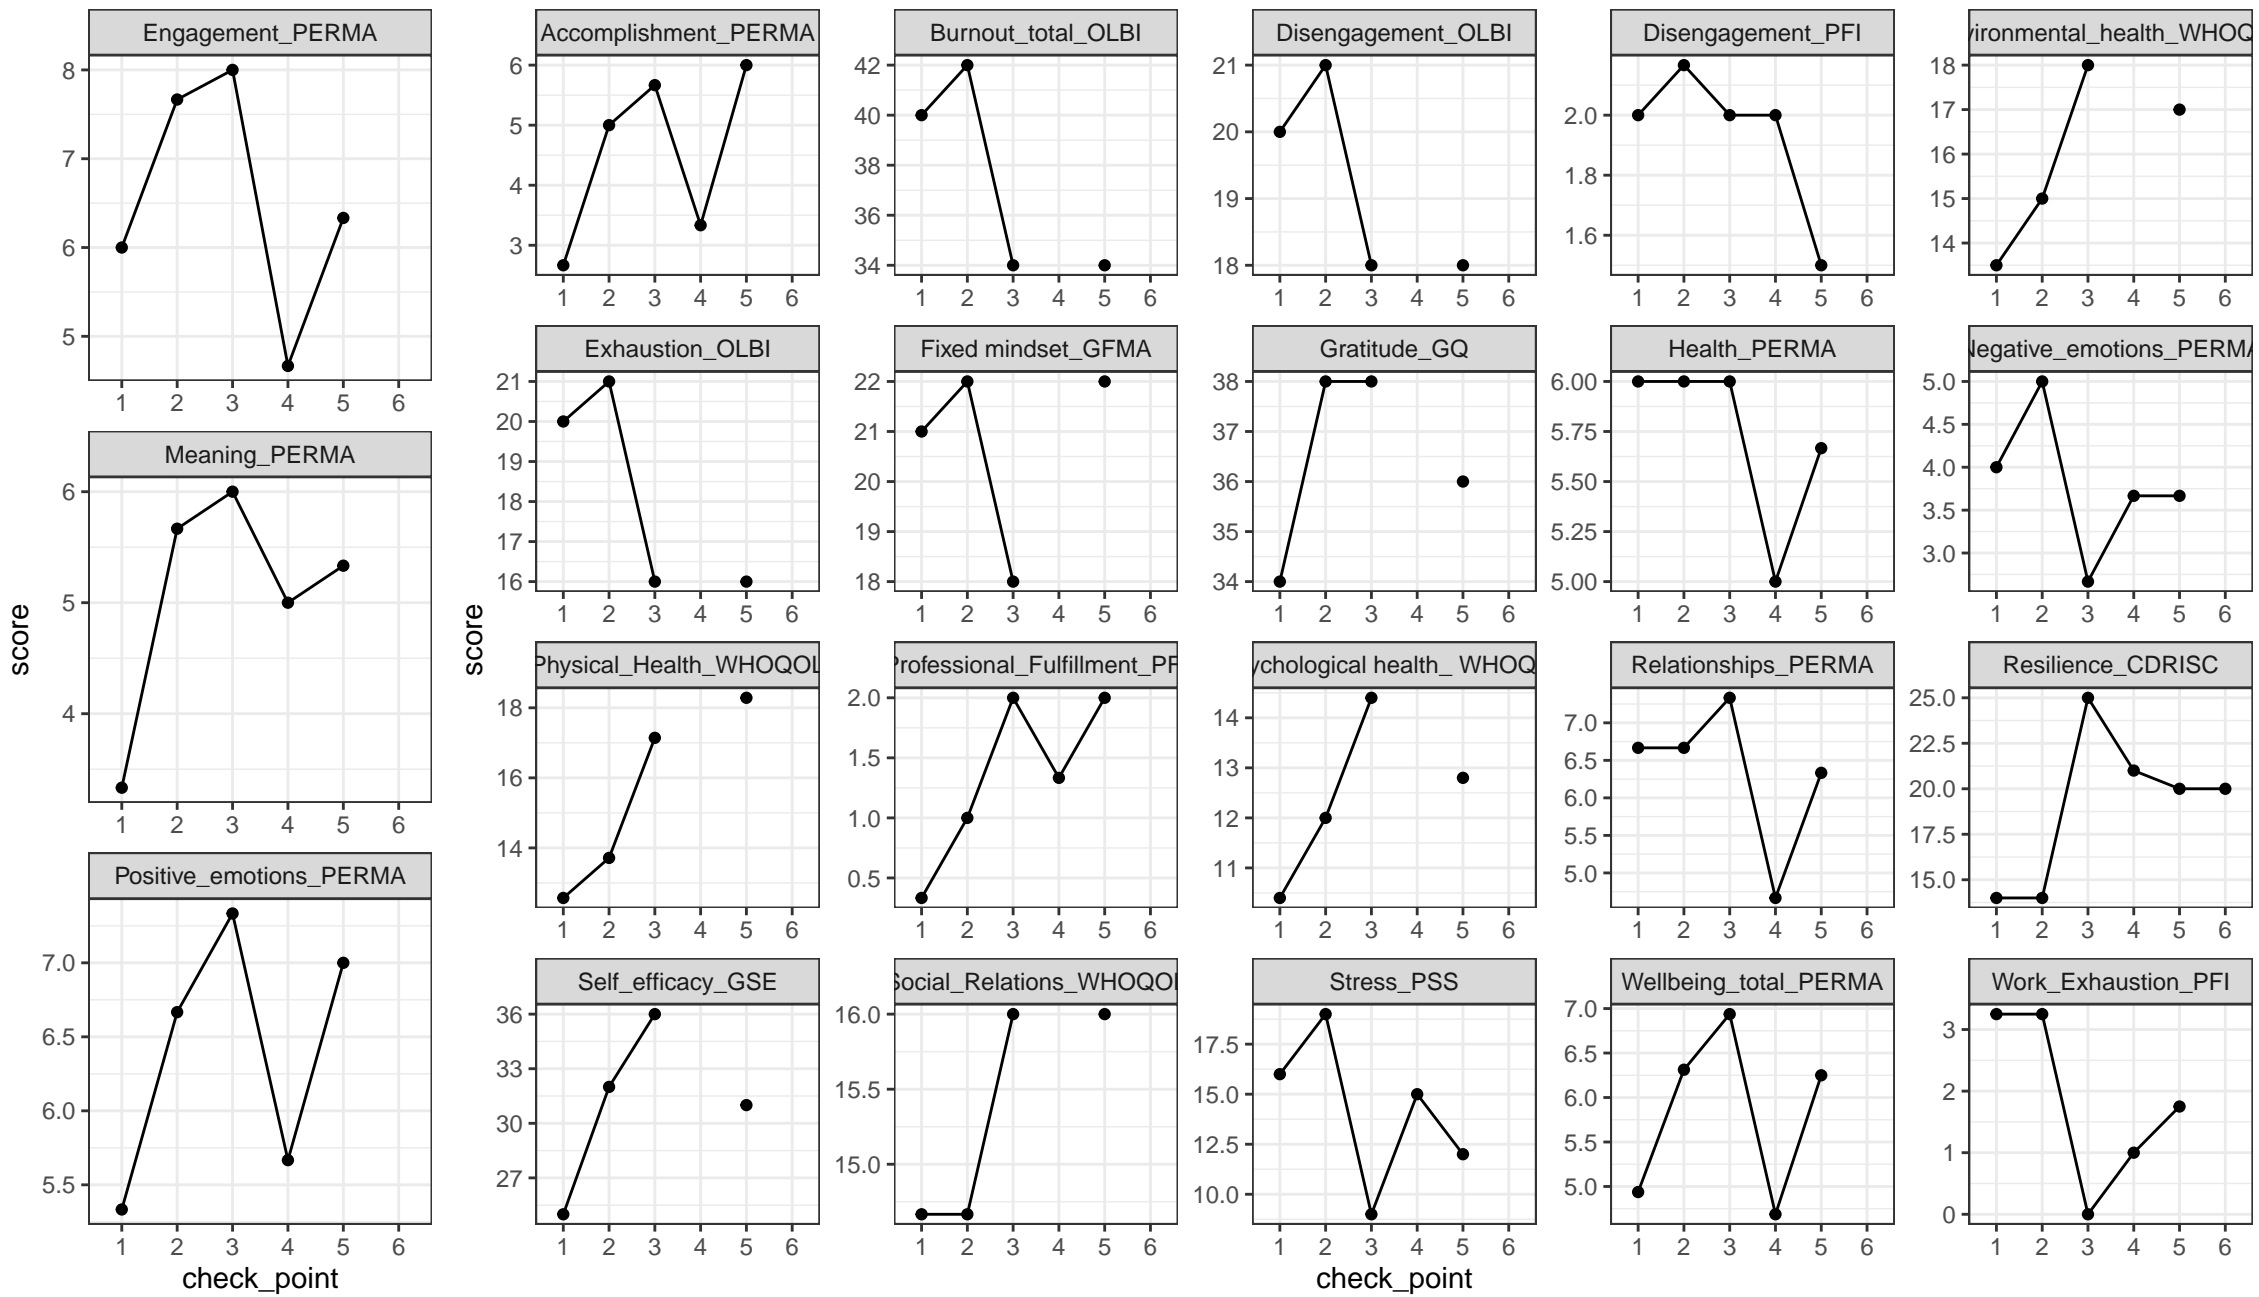 score
Engagement_PERMA
8
7
6
5
1 2 3 4 5 6
Meaning_PERMA
6
5
4
1 2 3 4 5 6
Positive_emotions_PERMA
7.0
6.5
6.0
5.5
1 2 3 4 5 6
check_point
score
Accomplishment_PERMA
6
5
4
3
1 2 3 4 5 6
Burnout_total_OLBI
42
40
38
36
34
1 2 3 4 5 6
Disengagement_OLBI
21
20
19
18
1 2 3 4 5 6
Disengagement_PFI
2.0
1.8
1.6
1 2 3 4 5 6
vironmental_health_WHOQ
18
17
16
15
14
1 2 3 4 5 6
Exhaustion_OLBI
21
20
19
18
17
16
1 2 3 4 5 6
Fixed mindset_GFMA
22
21
20
19
18
1 2 3 4 5 6
Gratitude_GQ
38
37
36
35
34
1 2 3 4 5 6
Health_PERMA
6.00
5.75
5.50
5.25
5.00
1 2 3 4 5 6
Negative_emotions_PERMA
5.0
4.5
4.0
3.5
3.0
1 2 3 4 5 6
Physical_Health_WHOQOL
18
16
14
1 2 3 4 5 6
Professional_Fulfillment_PF
2.0
1.5
1.0
0.5
1 2 3 4 5 6
ychological health_ WHOQ
14
13
12
11
1 2 3 4 5 6
Relationships_PERMA
7.0
6.5
6.0
5.5
5.0
1 2 3 4 5 6
Resilience_CDRISC
25.0
22.5
20.0
17.5
15.0
1 2 3 4 5 6
Self_efficacy_GSE
36
33
30
27
1 2 3 4 5 6
Social_Relations_WHOQOL
16.0
15.5
15.0
1 2 3 4 5 6
Stress_PSS
17.5
15.0
12.5
10.0
1 2 3 4 5 6
Wellbeing_total_PERMA
7.0
6.5
6.0
5.5
5.0
1 2 3 4 5 6
Work_Exhaustion_PFI
3
2
1
0
1 2 3 4 5 6
check_point